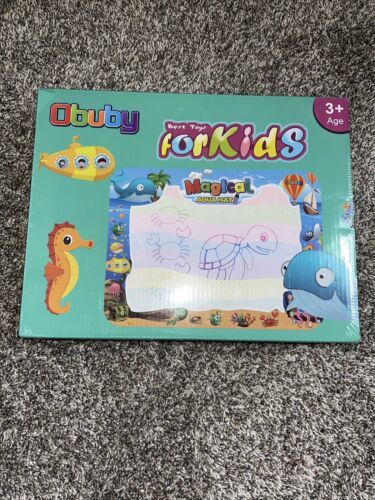 Obuby
3+
Age
Best Toys
forKidS
Magical
AQUA MAT